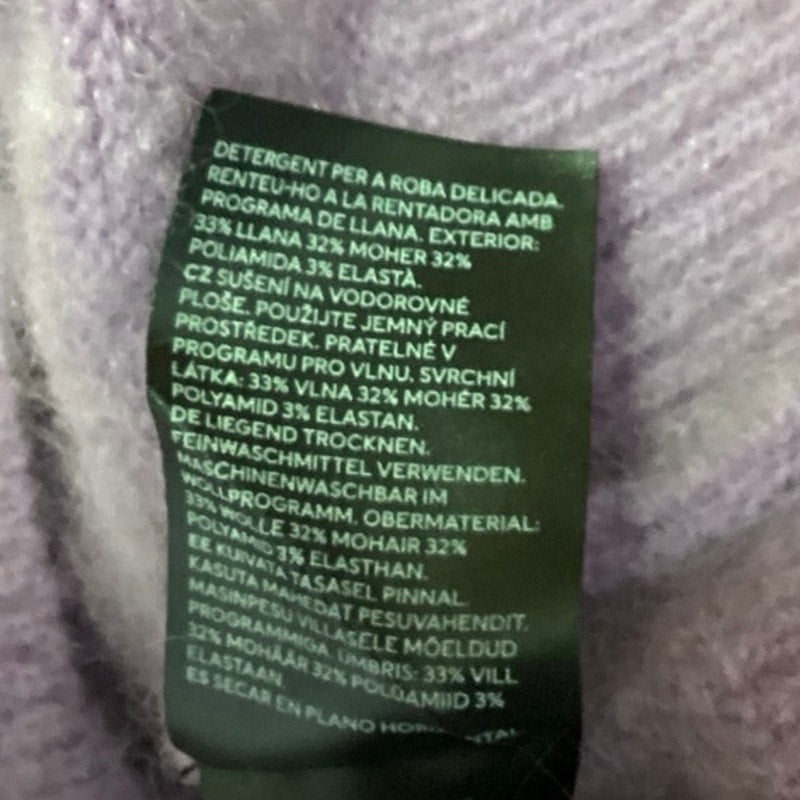 DETERGENT PER A ROBA DELICADA.
RENTEU-HO A LA RENTADORA AMB
PROGRAMA DE LLANA. EXTERIOR:
33% LLANA 32% MOHER 32%
POLIAMIDA 3% ELASTÀ.
CZ SUŠENÍ NA VODOROVNÉ
PLOŠE. POUŽIJTE JEMNÝ PRACÍ
PROSTŘEDEK. PRATELNÉ V
PROGRAMU PRO VLNU. SVRCHNÍ
LÁTKA: 33% VLNA 32% MOHÉR 32%
POLYAMID 3% ELASTAN.
DE LIEGEND TROCKNEN.
FEINWASCHMITTEL VERWENDEN.
MASCHINENWASCHBAR IM
WOLLPROGRAMM. OBERMATERIAL:
33% WOLLE 32% MOHAIR 32%
POLYAMID 3% ELASTHAN.
EE KUIVATA TASASEL PINNAL.
KASUTA MAHEDAT PESUVAHENDIT.
MASINPESU VILLASELE MÕELDUD
PROGRAMMIGA. ÜMBRIS: 33% VILL
32% MOHÄÄR 32% POLÜAMIID 3%
ELASTAAN.
ES SECAR EN PLANO